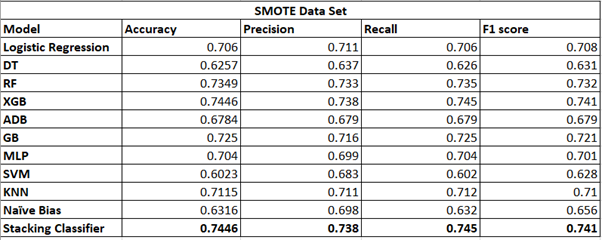 SMOTE Data Set
Model Accuracy Precision Recall F1 score
Logistic Regression 0.706 0.711 0.706 0.708
DT 0.6257 0.637 0.626 0.631
RF 0.7349 0.733 0.735 0.732
XGB 0.7446 0.738 0.745 0.741
ADB 0.6784 0.679 0.679 0.679
GB 0.725 0.716 0.725 0.721
MLP 0.704 0.699 0.704 0.701
SVM 0.6023 0.683 0.602 0.628
KNN 0.7115 0.711 0.712 0.71
Naïve Bias 0.6316 0.698 0.632 0.656
Stacking Classifier 0.7446 0.738 0.745 0.741